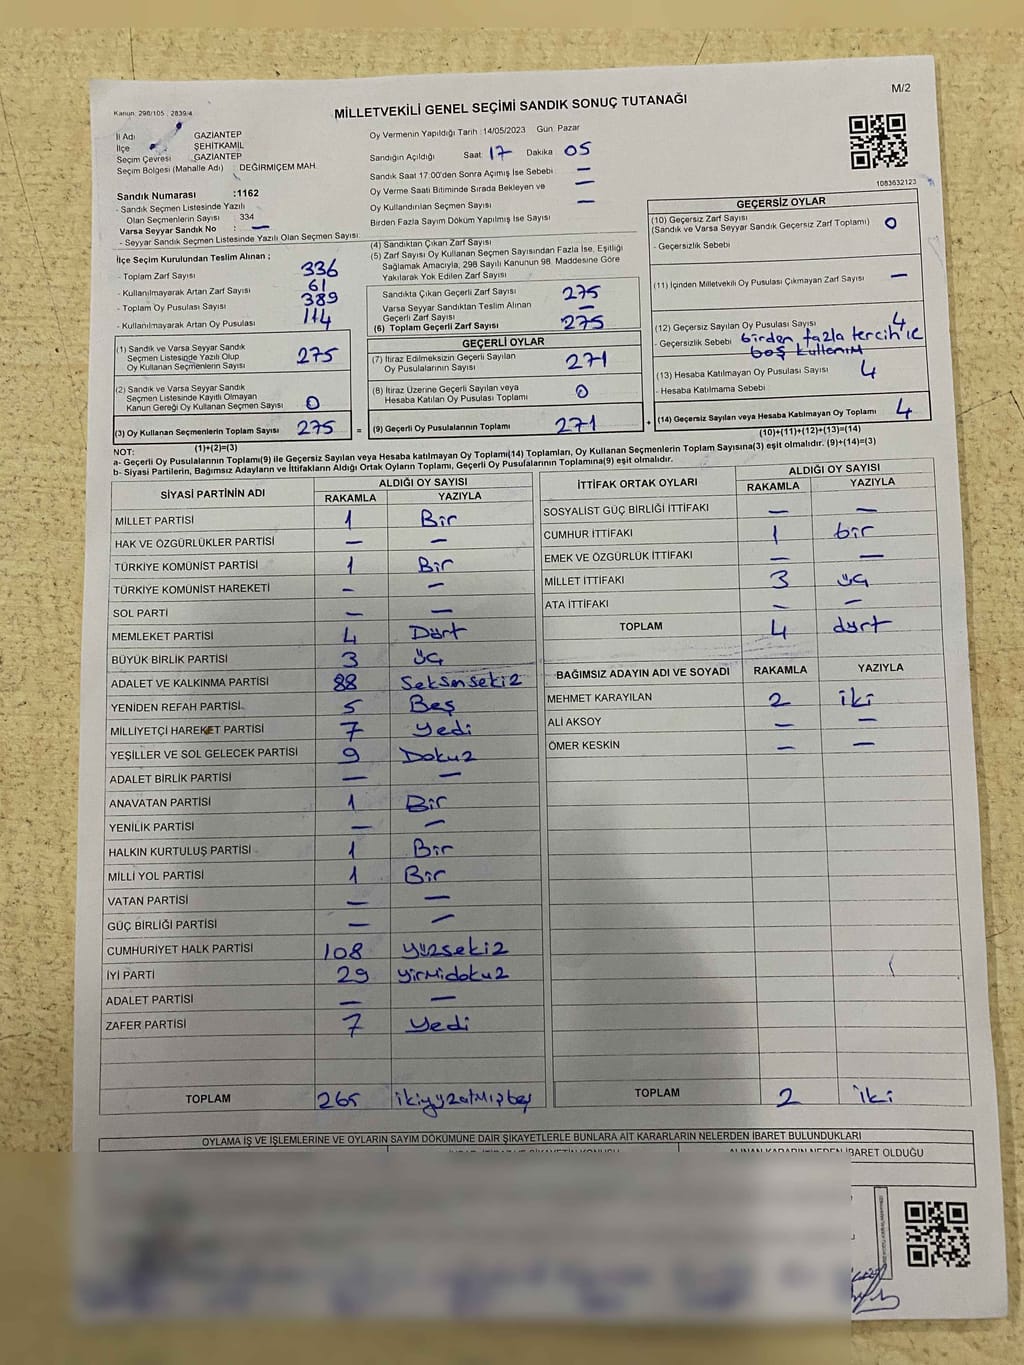 M/2
Kanun: 298/105 , 2839/4
MİLLETVEKİLİ GENEL SEÇİMİ SANDIK SONUÇ TUTANAĞI
İl Adı GAZİANTEP
İlçe ŞEHİTKAMİL
Seçim Çevresi GAZİANTEP
Seçim Bölgesi (Mahalle Adı) : DEĞİRMİÇEM MAH.
Sandık Numarası :1162
- Sandık Seçmen Listesinde Yazılı
Olan Seçmenlerin Sayısı : 334
Varsa Seyyar Sandık No : —
- Seyyar Sandık Seçmen Listesinde Yazılı Olan Seçmen Sayısı:
Oy Vermenin Yapıldığı Tarih :14/05/2023 Gün: Pazar
Sandığın Açıldığı Saat: 17 Dakika 05
Sandık Saat 17:00'den Sonra Açımış İse Sebebi —
Oy Verme Saati Bitiminde Sırada Bekleyen ve —
Oy Kullandırılan Seçmen Sayısı —
Birden Fazla Sayım Döküm Yapılmış İse Sayısı
1083632123
İlçe Seçim Kurulundan Teslim Alınan ;
- Toplam Zarf Sayısı 336
- Kullanılmayarak Artan Zarf Sayısı 61
- Toplam Oy Pusulası Sayısı 389
- Kullanılmayarak Artan Oy Pusulası 114
(1) Sandık ve Varsa Seyyar Sandık
Seçmen Listesinde Yazılı Olup
Oy Kullanan Seçmen Sayısı 275
(2) Sandık ve Varsa Seyyar Sandık
Seçmen Listesinde Kayıtlı Olmayan
Kanun Gereği Oy Kullanan Seçmen Sayısı 0
(3) Oy Kullanan Seçmenlerin Toplam Sayısı 275 =
(1)+(2)=(3)
(4) Sandıktan Çıkan Zarf Sayısı
(5) Zarf Sayısı Oy Kullanan Seçmen Sayısından Fazla İse, Eşitliği
Sağlamak Amacıyla, 298 Sayılı Kanunun 98. Maddesine Göre
Yakılarak Yok Edilen Zarf Sayısı
Sandıkta Çıkan Geçerli Zarf Sayısı 275
Varsa Seyyar Sandıktan Teslim Alınan
Geçerli Zarf Sayısı —
(6) Toplam Geçerli Zarf Sayısı 275
GEÇERLİ OYLAR
(7) İtiraz Edilmeksizin Geçerli Sayılan
Oy Pusulalarının Sayısı 271
(8) İtiraz Üzerine Geçerli Sayılan veya
Hesaba Katılan Oy Pusulası Toplamı 0
(9) Geçerli Oy Pusulalarının Toplamı 271 +
GEÇERSİZ OYLAR
(10) Geçersiz Zarf Sayısı
(Sandık ve Varsa Seyyar Sandık Geçersiz Zarf Toplamı) 0
- Geçersizlik Sebebi
(11) İçinden Milletvekili Oy Pusulası Çıkmayan Zarf Sayısı —
(12) Geçersiz Sayılan Oy Pusulası Sayısı 4
- Geçersizlik Sebebi birden fazla tercih ie
boş kullanım
(13) Hesaba Katılmayan Oy Pusulası Sayısı 4
- Hesaba Katılmama Sebebi
(14) Geçersiz Sayılan veya Hesaba Katılmayan Oy Toplamı 4
(10)+(11)+(12)+(13)=(14)
NOT:
a- Geçerli Oy Pusulalarının Toplamı(9) ile Geçersiz Sayılan veya Hesaba katılmayan Oy Toplamı(14) Toplamları, Oy Kullanan Seçmenlerin Toplam Sayısına(3) eşit olmalıdır. (9)+(14)=(3)
b- Siyasi Partilerin, Bağımsız Adayların ve İttifakların Aldığı Ortak Oyların Toplamı, Geçerli Oy Pusulalarının Toplamına(9) eşit olmalıdır.
SİYASİ PARTİNİN ADI ALDIĞI OY SAYISI
RAKAMLA YAZIYLA
MİLLET PARTİSİ 1 Bir
HAK VE ÖZGÜRLÜKLER PARTİSİ — —
TÜRKİYE KOMÜNİST PARTİSİ 1 Bir
TÜRKİYE KOMÜNİST HAREKETİ — —
SOL PARTİ — —
MEMLEKET PARTİSİ 4 Dört
BÜYÜK BİRLİK PARTİSİ 3 üç
ADALET VE KALKINMA PARTİSİ 88 Seksensekiz
YENİDEN REFAH PARTİSİ 5 Beş
MİLLİYETÇİ HAREKET PARTİSİ 7 Yedi
YEŞİLLER VE SOL GELECEK PARTİSİ 9 Dokuz
ADALET BİRLİK PARTİSİ — —
ANAVATAN PARTİSİ 1 Bir
YENİLİK PARTİSİ — —
HALKIN KURTULUŞ PARTİSİ 1 Bir
MİLLİ YOL PARTİSİ 1 Bir
VATAN PARTİSİ — —
GÜÇ BİRLİĞİ PARTİSİ — —
CUMHURİYET HALK PARTİSİ 108 yüzsekiz
İYİ PARTİ 29 yirmidokuz
ADALET PARTİSİ — —
ZAFER PARTİSİ 7 Yedi
TOPLAM 265 ikiyüzatmışbeş
İTTİFAK ORTAK OYLARI ALDIĞI OY SAYISI
RAKAMLA YAZIYLA
SOSYALİST GÜÇ BİRLİĞİ İTTİFAKI — —
CUMHUR İTTİFAKI 1 bir
EMEK VE ÖZGÜRLÜK İTTİFAKI — —
MİLLET İTTİFAKI 3 üç
ATA İTTİFAKI — —
TOPLAM 4 dört
BAĞIMSIZ ADAYIN ADI VE SOYADI RAKAMLA YAZIYLA
MEHMET KARAYILAN 2 iki
ALİ AKSOY — —
ÖMER KESKİN — —
TOPLAM 2 iki
OYLAMA İŞ VE İŞLEMLERİNE VE OYLARIN SAYIM DÖKÜMÜNE DAİR ŞİKAYETLERLE BUNLARA AİT KARARLARIN NELERDEN İBARET BULUNDUKLARI
ALINAN KARARIN NEDEN İBARET OLDUĞU